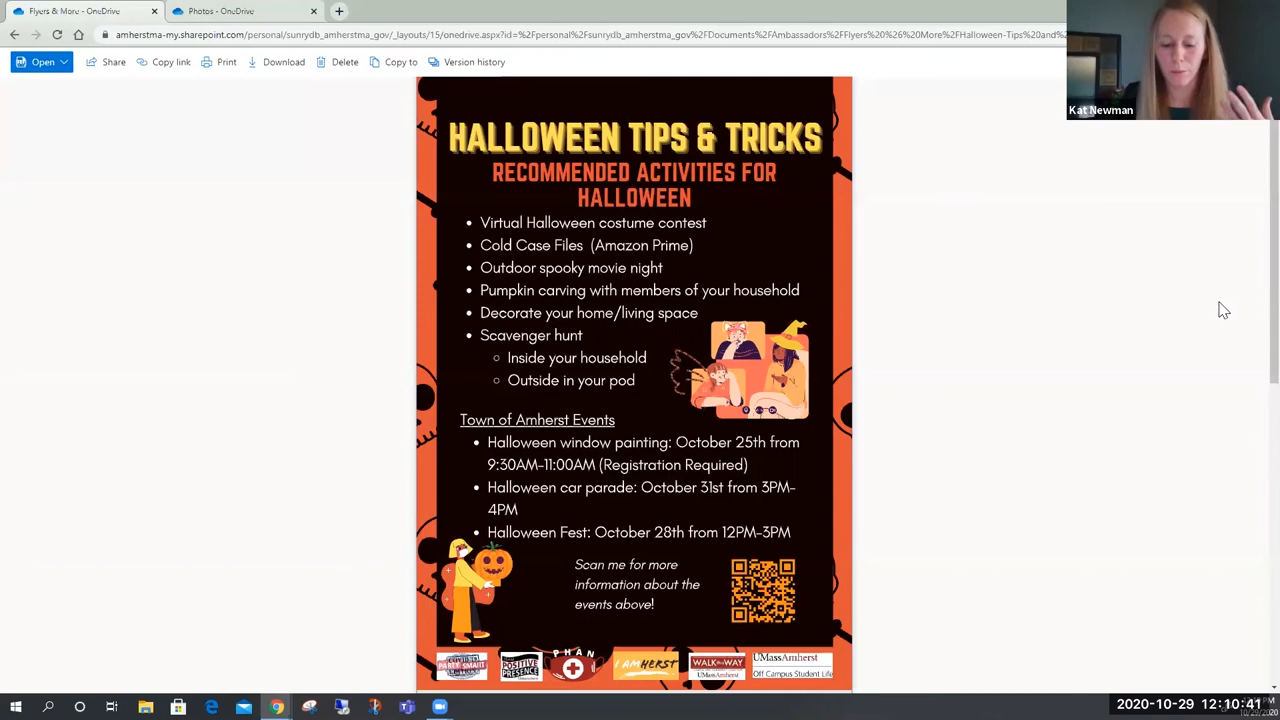 Flyers & More - OneDrive
Photos - OneDrive
amherstma-my.sharepoint.com/personal/sunrydb_amherstma_gov/_layouts/15/onedrive.aspx?id=%2Fpersonal%2Fsunrydb_amherstma_gov%2FDocuments%2FAmbassadors%2FFlyers%20%26%20More%2FHalloween-Tips%20and%
Open
Share
Copy link
Print
Download
Delete
Copy to
Version history
Kat Newman
HALLOWEEN TIPS & TRICKS
RECOMMENDED ACTIVITIES FOR
HALLOWEEN
• Virtual Halloween costume contest
• Cold Case Files (Amazon Prime)
• Outdoor spooky movie night
• Pumpkin carving with members of your household
• Decorate your home/living space
• Scavenger hunt
◦ Inside your household
◦ Outside in your pod
Town of Amherst Events
• Halloween window painting: October 25th from
9:30AM-11:00AM (Registration Required)
• Halloween car parade: October 31st from 3PM-
4PM
• Halloween Fest: October 28th from 12PM-3PM
Scan me for more
information about the
events above!
PARTY SMART
POSITIVE
PRESENCE
PHAN
I AMHERST
WALK this WAY
UMassAmherst
UMassAmherst
Off Campus Student Life
2020-10-29 12:10:41